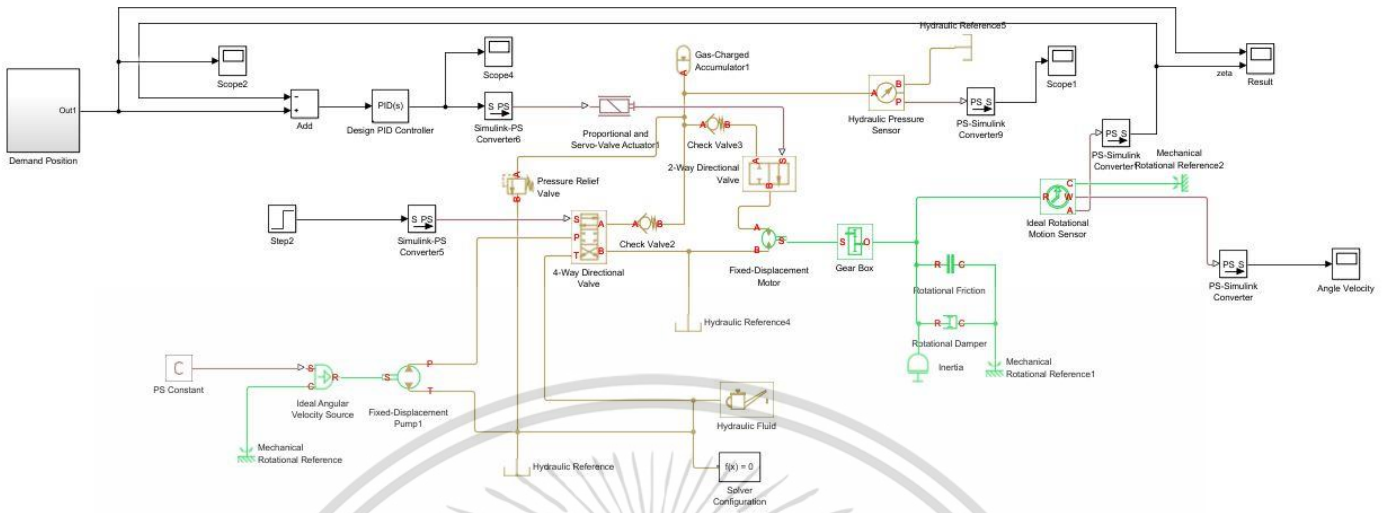 Hydraulic Reference5
Gas-Charged
Accumulator1
A
Scope2
Scope4
Scope1
zeta
Result
Out1
Demand Position
−
+
Add
PID(s)
Design PID Controller
S PS
Simulink-PS
Converter6
Proportional and
Servo-Valve Actuator1
A
B
Check Valve3
A
B
P
Hydraulic Pressure
Sensor
PS S
PS-Simulink
Converter9
PS S
PS-Simulink
Converter1
Mechanical
Rotational Reference2
A
S
B
2-Way Directional
Valve
A
B
Pressure Relief
Valve
Step2
S PS
Simulink-PS
Converter5
S
P
T
A
B
4-Way Directional
Valve
A
B
Check Valve2
A
B
S
Fixed-Displacement
Motor
S
O
Gear Box
R
C
W
A
Ideal Rotational
Motion Sensor
PS S
PS-Simulink
Converter
Angle Velocity
R
C
Rotational Friction
R
C
Rotational Damper
Inertia
Mechanical
Rotational Reference1
Hydraulic Reference4
C
PS Constant
S
C
R
Ideal Angular
Velocity Source
S
P
T
Fixed-Displacement
Pump1
Mechanical
Rotational Reference
Hydraulic Fluid
Hydraulic Reference
f(x) = 0
Solver
Configuration